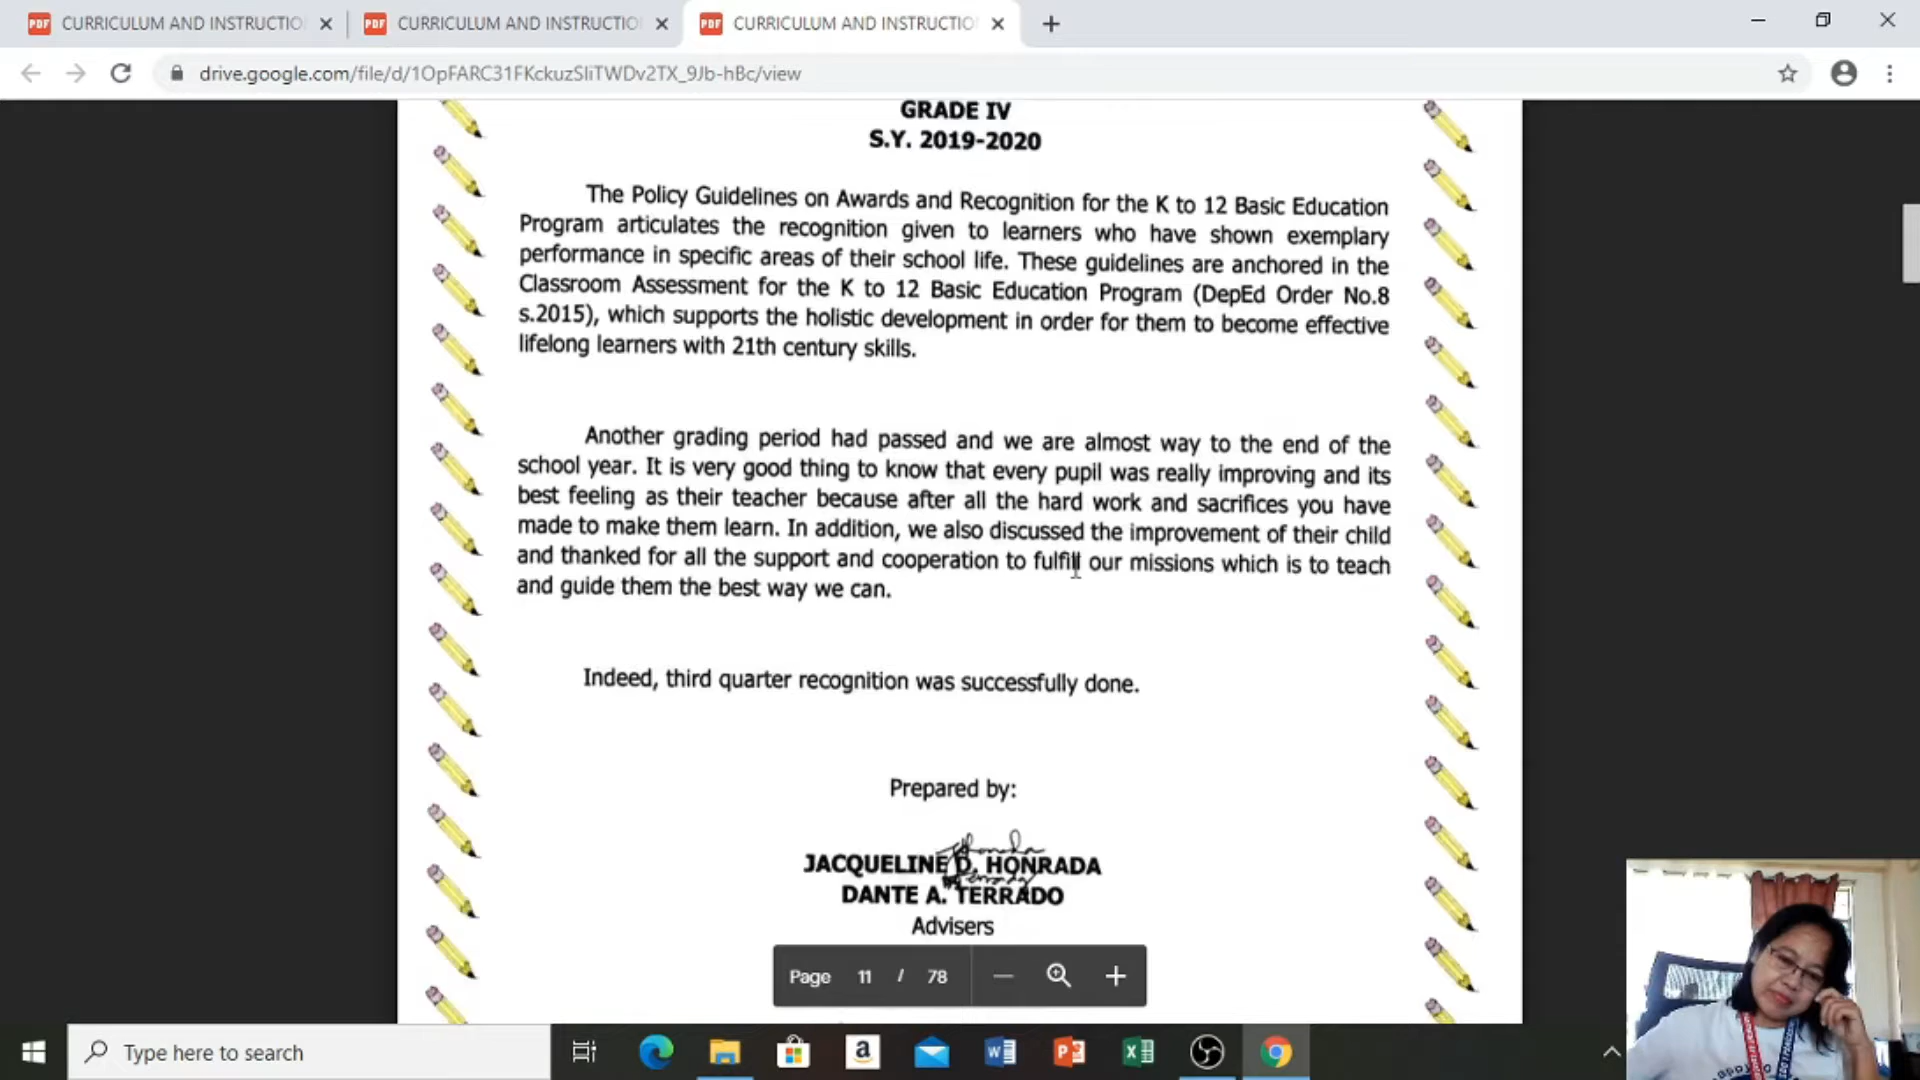 CURRICULUM AND INSTRUCTIO
CURRICULUM AND INSTRUCTIO
CURRICULUM AND INSTRUCTIO
drive.google.com/file/d/1OpFARC31FKckuzSIiTWDv2TX_9Jb-hBc/view
GRADE IV
S.Y. 2019-2020
The Policy Guidelines on Awards and Recognition for the K to 12 Basic Education
Program articulates the recognition given to learners who have shown exemplary
performance in specific areas of their school life. These guidelines are anchored in the
Classroom Assessment for the K to 12 Basic Education Program (DepEd Order No.8
s.2015), which supports the holistic development in order for them to become effective
lifelong learners with 21th century skills.
Another grading period had passed and we are almost way to the end of the
school year. It is very good thing to know that every pupil was really improving and its
best feeling as their teacher because after all the hard work and sacrifices you have
made to make them learn. In addition, we also discussed the improvement of their child
and thanked for all the support and cooperation to fulfill our missions which is to teach
and guide them the best way we can.
Indeed, third quarter recognition was successfully done.
Prepared by:
JACQUELINE D. HONRADA
DANTE A. TERRADO
Advisers
Page 11 / 78
Type here to search